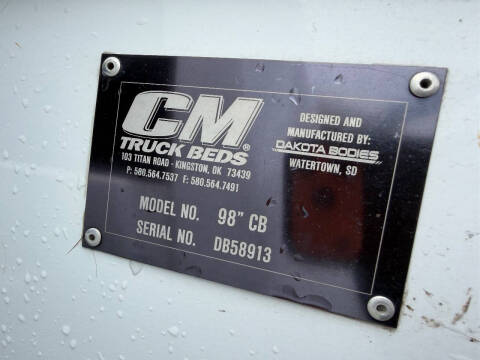 CM®
TRUCK BEDS
103 TITAN ROAD - KINGSTON, OK 73439
P: 580.564.7537 F: 580.564.7491
DESIGNED AND
MANUFACTURED BY:
DAKOTA BODIES
WATERTOWN, SD
MODEL NO. 98" CB
SERIAL NO. DB58913